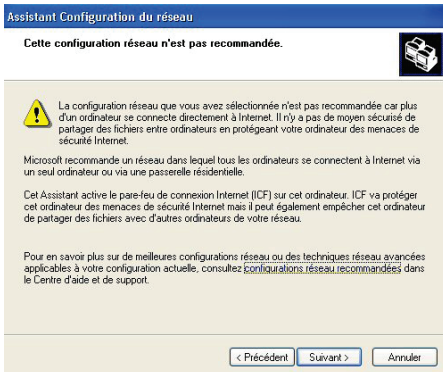 Assistant Configuration du réseau
Cette configuration réseau n'est pas recommandée.
La configuration réseau que vous avez sélectionnée n'est pas recommandée car plus
d'un ordinateur se connecte directement à Internet. Il n'y a pas de moyen sécurisé de
partager des fichiers entre ordinateurs en protégeant votre ordinateur des menaces de
sécurité Internet.
Microsoft recommande un réseau dans lequel tous les ordinateurs se connectent à Internet via
un seul ordinateur ou via une passerelle résidentielle.
Cet Assistant active le pare-feu de connexion Internet (ICF) sur cet ordinateur. ICF va protéger
cet ordinateur des menaces de sécurité Internet mais il peut également empêcher cet ordinateur
de partager des fichiers avec d'autres ordinateurs de votre réseau.
Pour en savoir plus sur de meilleures configurations réseau ou des techniques réseau avancées
applicables à votre configuration actuelle, consultez configurations réseau recommandées dans
le Centre d'aide et de support.
< Précédent Suivant > Annuler